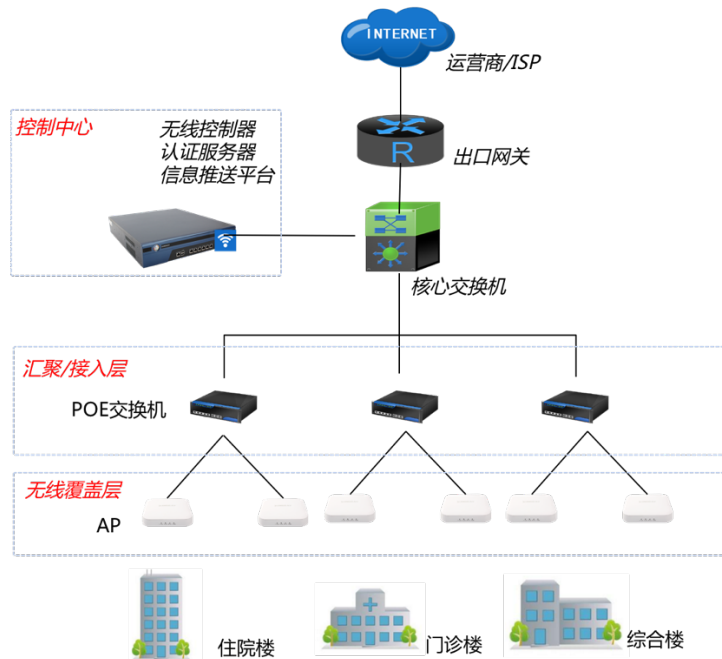 INTERNET
运营商/ISP
控制中心
无线控制器
认证服务器
信息推送平台
R
出口网关
核心交换机
汇聚/接入层
POE交换机
无线覆盖层
AP
住院楼
门诊楼
综合楼